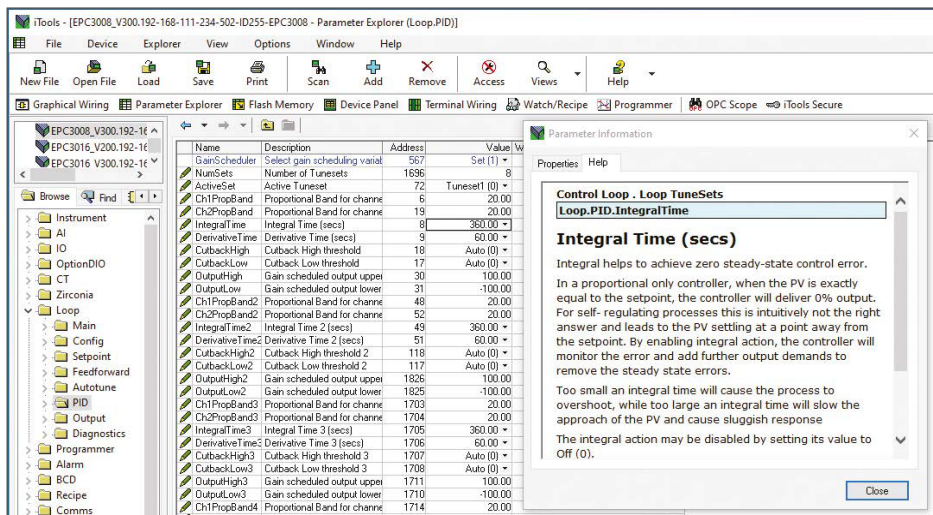 iTools - [EPC3008_V300.192-168-111-234-502-ID255-EPC3008 - Parameter Explorer (Loop.PID)]
File Device Explorer View Options Window Help
New File Open File Load Save Print Scan Add Remove Access Views Help
Graphical Wiring Parameter Explorer Flash Memory Device Panel Terminal Wiring Watch/Recipe Programmer OPC Scope iTools Secure
EPC3008_V300.192-16
EPC3016_V200.192-16
EPC3016 V300.192-16
Browse Find
Instrument
AI
IO
OptionDIO
CT
Zirconia
Loop
Main
Config
Setpoint
Feedforward
Autotune
PID
Output
Diagnostics
Programmer
Alarm
BCD
Recipe
Comms
Name Description Address Value W
GainScheduler Select gain scheduling variab 567 Set (1)
NumSets Number of Tunesets 1696 8
ActiveSet Active Tuneset 72 Tuneset1 (0)
Ch1PropBand Proportional Band for channe 6 20.00
Ch2PropBand Proportional Band for channe 19 20.00
IntegralTime Integral Time (secs) 8 360.00
DerivativeTime Derivative Time (secs) 9 60.00
CutbackHigh Cutback High threshold 18 Auto (0)
CutbackLow Cutback Low threshold 17 Auto (0)
OutputHigh Gain scheduled output upper 30 100.00
OutputLow Gain scheduled output lower 31 -100.00
Ch1PropBand2 Proportional Band for channe 48 20.00
Ch2PropBand2 Proportional Band for channe 52 20.00
IntegralTime2 Integral Time 2 (secs) 49 360.00
DerivativeTime2 Derivative Time 2 (secs) 51 60.00
CutbackHigh2 Cutback High threshold 2 118 Auto (0)
CutbackLow2 Cutback Low threshold 2 117 Auto (0)
OutputHigh2 Gain scheduled output upper 1826 100.00
OutputLow2 Gain scheduled output lower 1825 -100.00
Ch1PropBand3 Proportional Band for channe 1703 20.00
Ch2PropBand3 Proportional Band for channe 1704 20.00
IntegralTime3 Integral Time 3 (secs) 1705 360.00
DerivativeTime3 Derivative Time 3 (secs) 1706 60.00
CutbackHigh3 Cutback High threshold 3 1707 Auto (0)
CutbackLow3 Cutback Low threshold 3 1708 Auto (0)
OutputHigh3 Gain scheduled output upper 1711 100.00
OutputLow3 Gain scheduled output lower 1710 -100.00
Ch1PropBand4 Proportional Band for channe 1714 20.00
Parameter Information
Properties Help
Control Loop . Loop TuneSets
Loop.PID.IntegralTime
Integral Time (secs)
Integral helps to achieve zero steady-state control error.
In a proportional only controller, when the PV is exactly
equal to the setpoint, the controller will deliver 0% output.
For self- regulating processes this is intuitively not the right
answer and leads to the PV settling at a point away from
the setpoint. By enabling integral action, the controller will
monitor the error and add further output demands to
remove the steady state errors.
Too small an integral time will cause the process to
overshoot, while too large an integral time will slow the
approach of the PV and cause sluggish response
The integral action may be disabled by setting its value to
Off (0).
Close